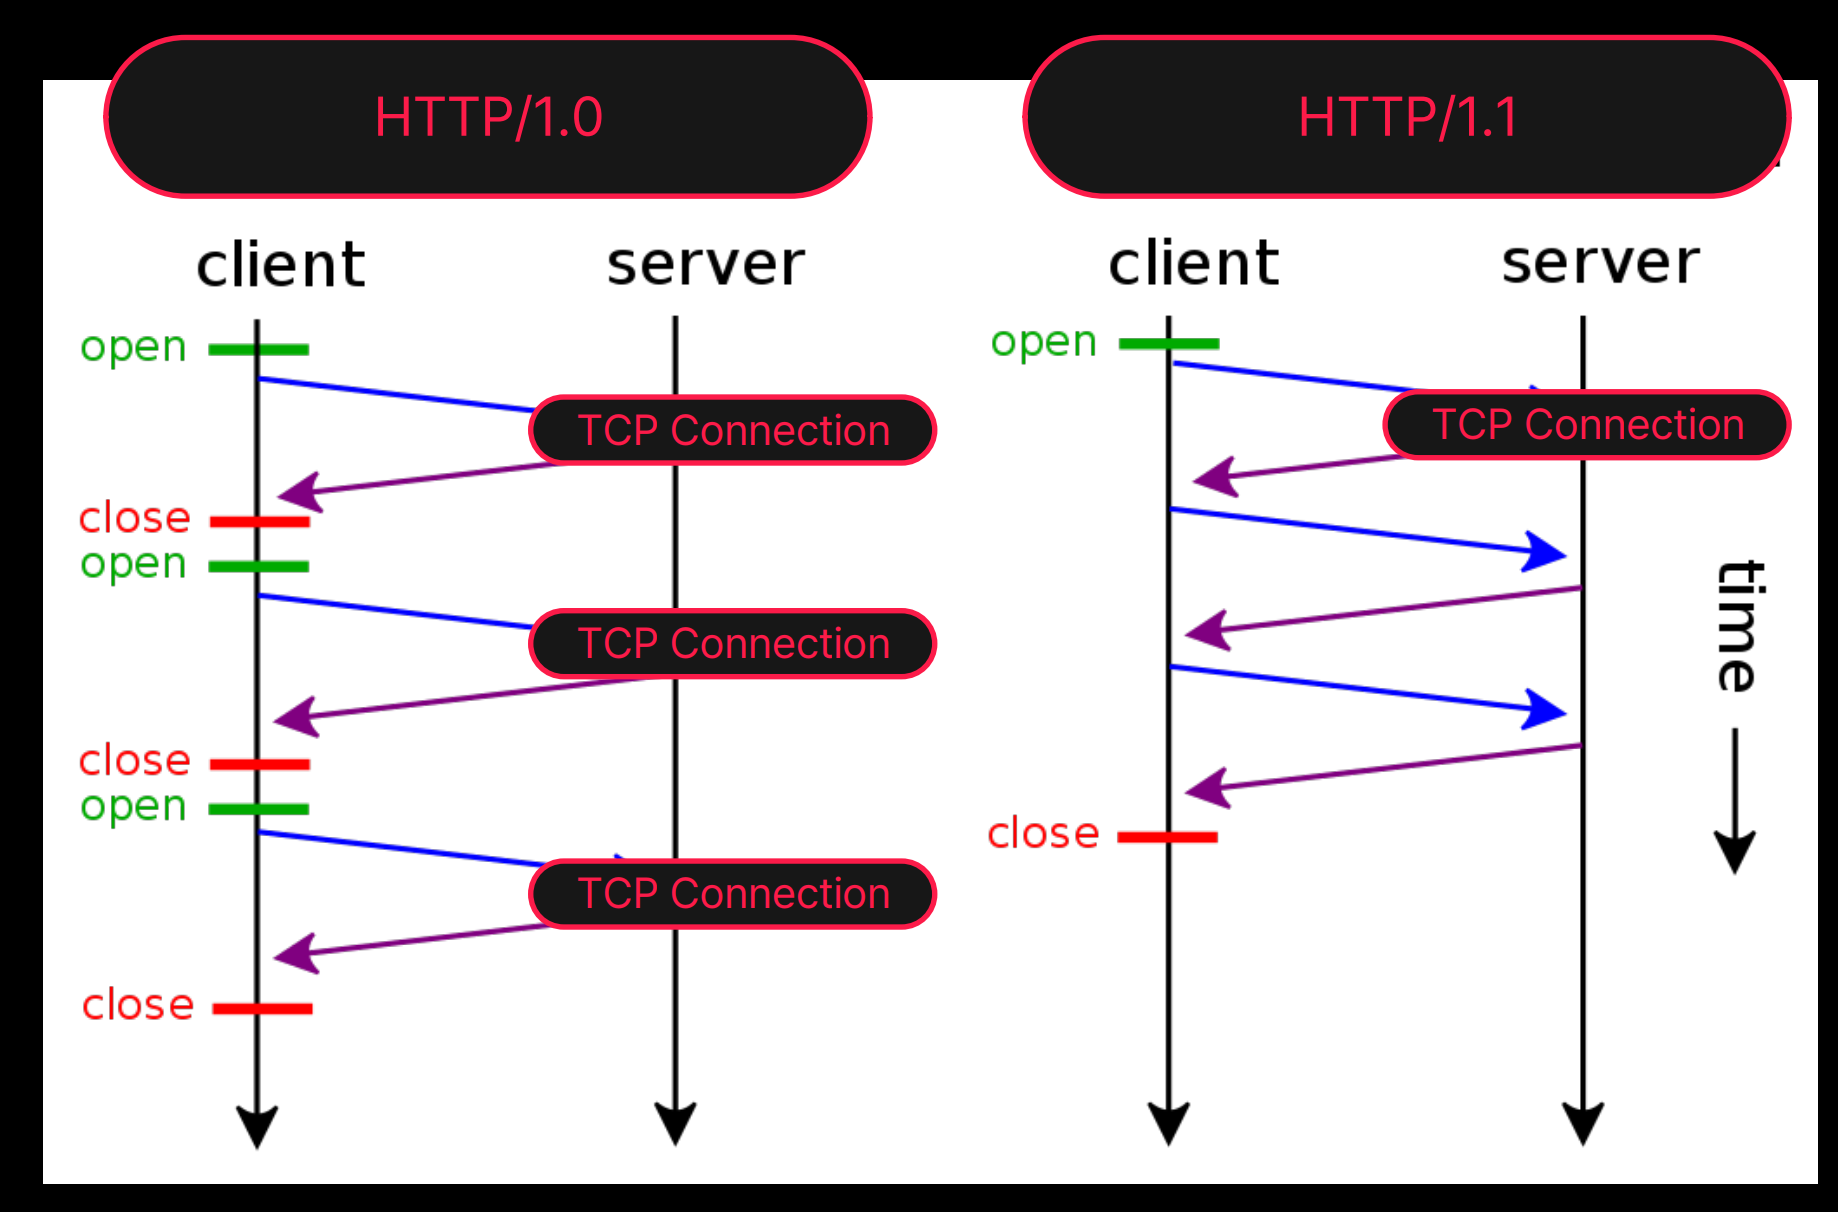 HTTP/1.0
client
server
open
TCP Connection
close
open
TCP Connection
close
open
TCP Connection
close
HTTP/1.1
client
server
open
TCP Connection
time
close